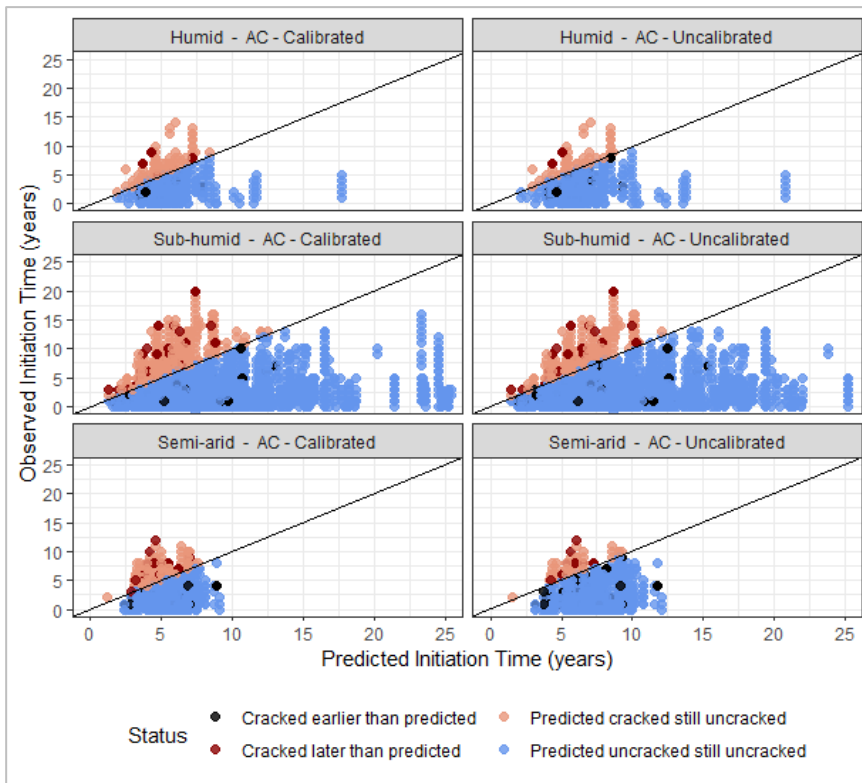 Humid - AC - Calibrated
Humid - AC - Uncalibrated
25
20
15
10
5
0
Sub-humid - AC - Calibrated
Sub-humid - AC - Uncalibrated
25
20
15
10
5
0
Semi-arid - AC - Calibrated
Semi-arid - AC - Uncalibrated
25
20
15
10
5
0
Observed Initiation Time (years)
0 5 10 15 20 25 0 5 10 15 20 25
Predicted Initiation Time (years)
Status
Cracked earlier than predicted
Predicted cracked still uncracked
Cracked later than predicted
Predicted uncracked still uncracked